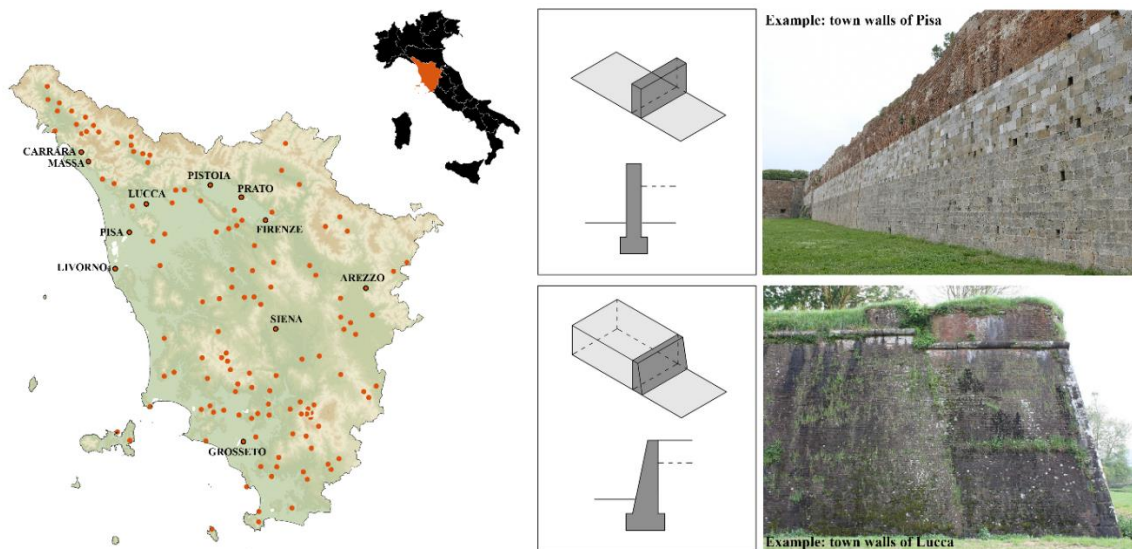 CARRARA
MASSA
PISTOIA
PRATO
LUCCA
FIRENZE
PISA
LIVORNO
AREZZO
SIENA
GROSSETO
Example: town walls of Pisa
Example: town walls of Lucca